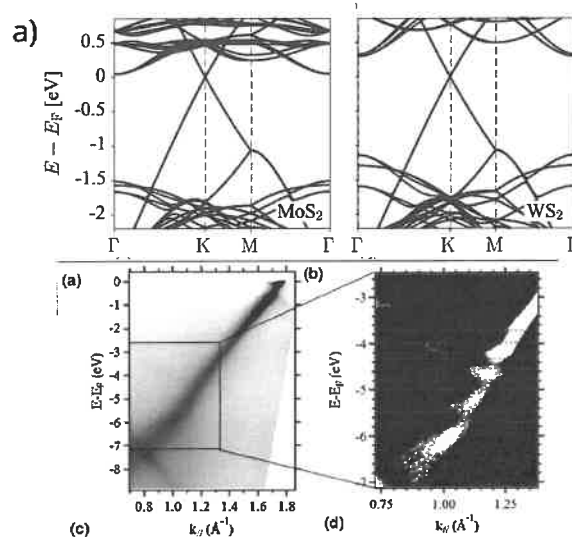 a)
E − E_F [eV]
0.5
0
-0.5
-1
-1.5
-2
MoS₂
WS₂
Γ K M Γ
Γ K M Γ
(a)
(b)
E-E_F (eV)
0
-1
-2
-3
-4
-5
-6
-7
-8
0.8 1.0 1.2 1.4 1.6 1.8
(c)
k_// (Å⁻¹)
E-E_F (eV)
-3
-4
-5
-6
-7
0.75 1.00 1.25
k_// (Å⁻¹)
(d)